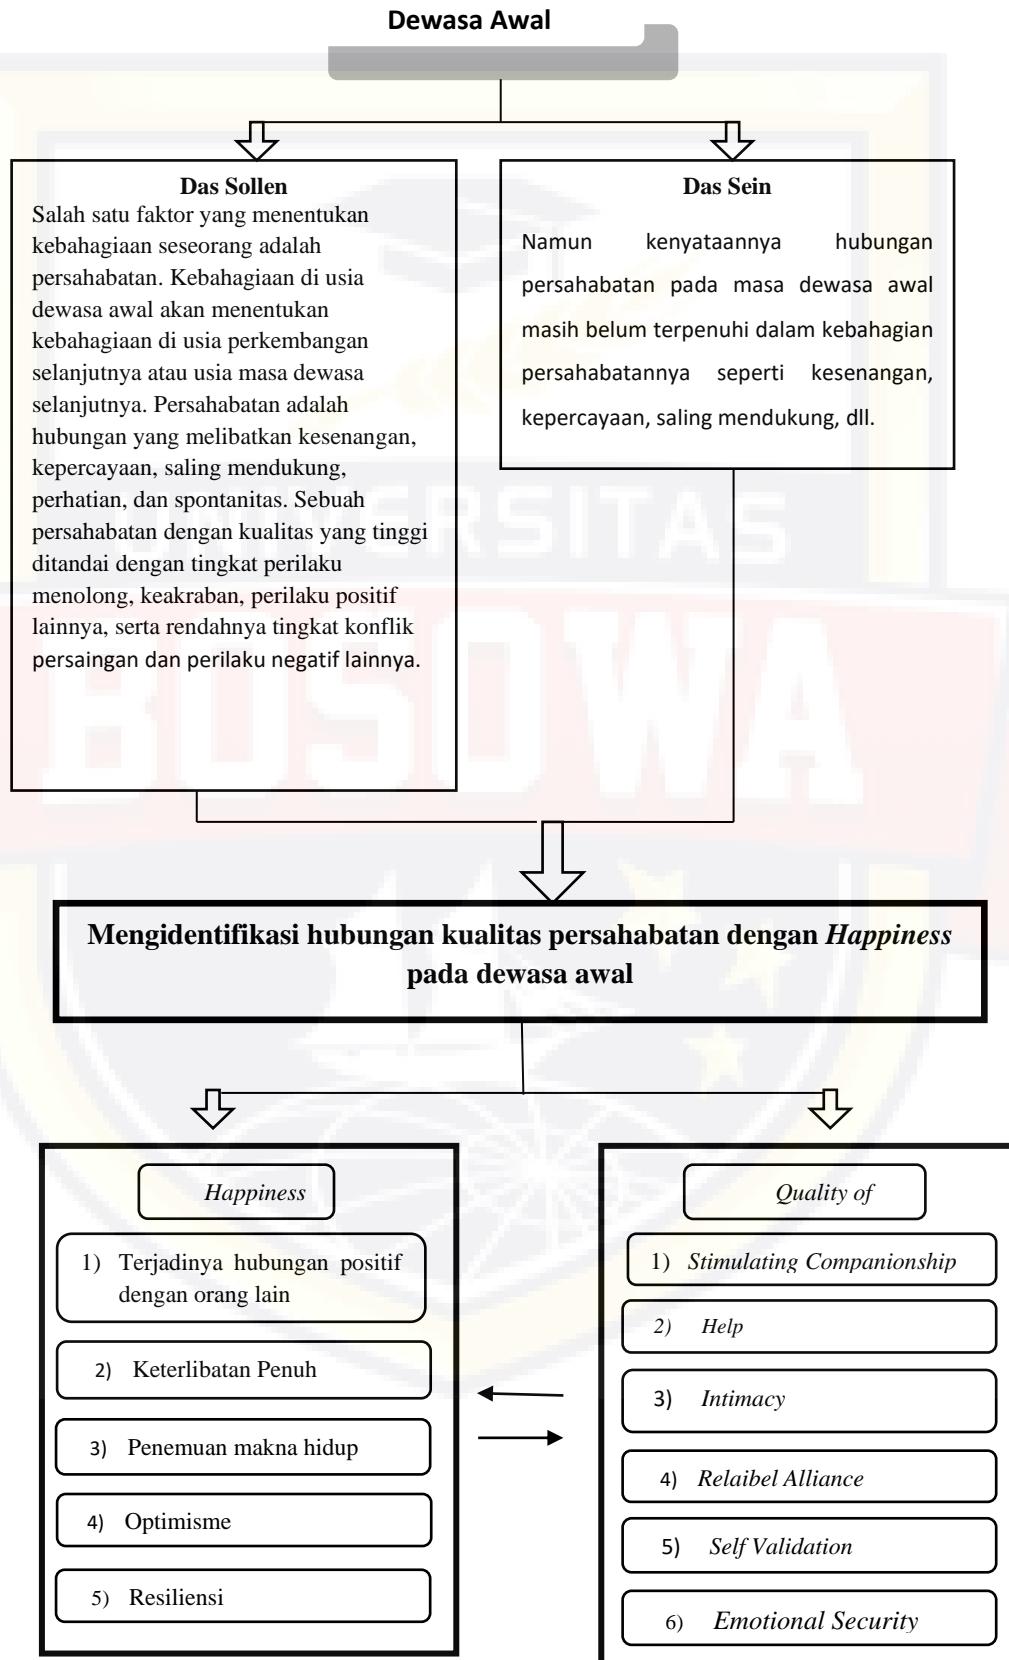 Dewasa Awal
Das Sollen
Salah satu faktor yang menentukan
kebahagiaan seseorang adalah
persahabatan. Kebahagiaan di usia
dewasa awal akan menentukan
kebahagiaan di usia perkembangan
selanjutnya atau usia masa dewasa
selanjutnya. Persahabatan adalah
hubungan yang melibatkan kesenangan,
kepercayaan, saling mendukung,
perhatian, dan spontanitas. Sebuah
persahabatan dengan kualitas yang tinggi
ditandai dengan tingkat perilaku
menolong, keakraban, perilaku positif
lainnya, serta rendahnya tingkat konflik
persaingan dan perilaku negatif lainnya.
Das Sein
Namun kenyataannya hubungan
persahabatan pada masa dewasa awal
masih belum terpenuhi dalam kebahagian
persahabatannya seperti kesenangan,
kepercayaan, saling mendukung, dll.
UNIVERSITAS
BOSOWA
Mengidentifikasi hubungan kualitas persahabatan dengan Happiness
pada dewasa awal
Happiness
1) Terjadinya hubungan positif
dengan orang lain
2) Keterlibatan Penuh
3) Penemuan makna hidup
4) Optimisme
5) Resiliensi
Quality of
1) Stimulating Companionship
2) Help
3) Intimacy
4) Relaibel Alliance
5) Self Validation
6) Emotional Security